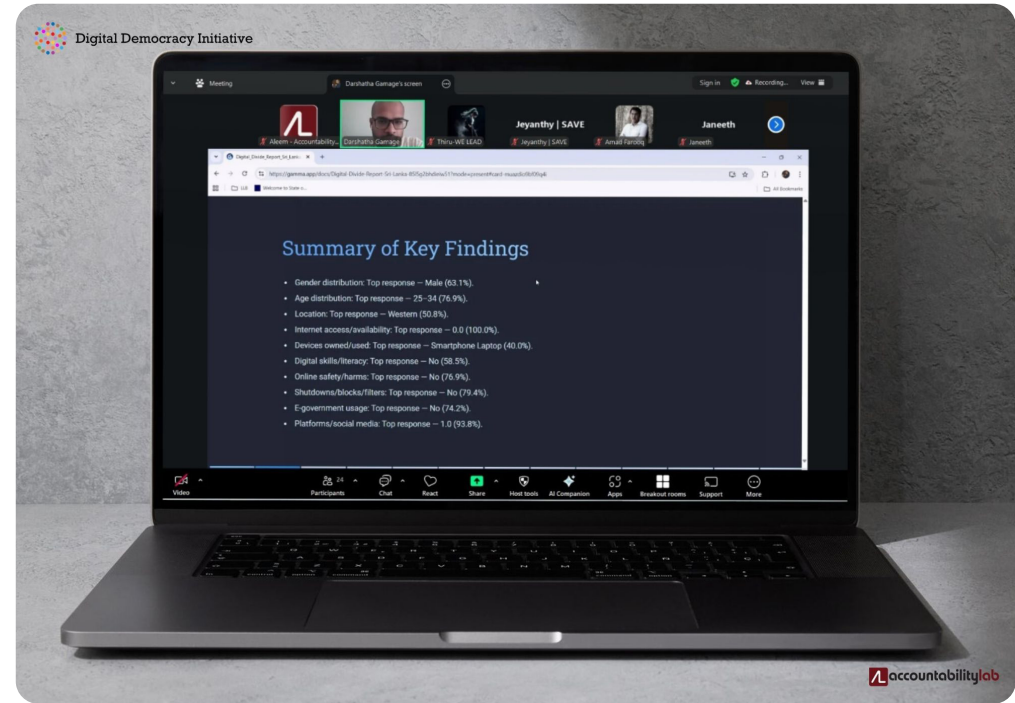 Digital Democracy Initiative
Meeting
Darshatha Gamage's screen
Sign in
Recording...
View
Jeyanthy | SAVE
Janeeth
Aleem - Accountability...
Darshatha Gamage
Thiru-WE LEAD
Jeyanthy | SAVE
Amali Farooq
Janeeth
Welcome to State o...
All Bookmarks
Summary of Key Findings
• Gender distribution: Top response — Male (63.1%).
• Age distribution: Top response — 25–34 (76.9%).
• Location: Top response — Western (50.8%).
• Internet access/availability: Top response — 0.0 (100.0%).
• Devices owned/used: Top response — Smartphone Laptop (40.0%).
• Digital skills/literacy: Top response — No (58.5%).
• Online safety/harms: Top response — No (76.9%).
• Shutdowns/blocks/filters: Top response — No (79.4%).
• E-government usage: Top response — No (74.2%).
• Platforms/social media: Top response — 1.0 (93.8%).
Video
24
Participants
Chat
React
Share
Host tools
AI Companion
Apps
Breakout rooms
Support
More
accountabilitylab